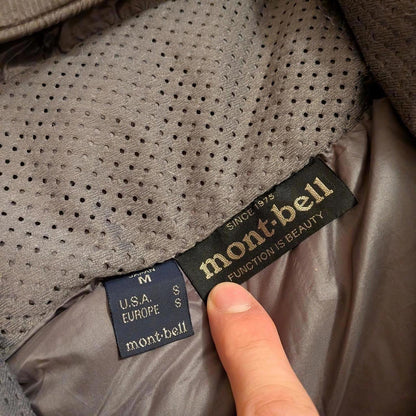 SINCE 1975
mont·bell
FUNCTION IS BEAUTY
JAPAN
M
U.S.A. S
EUROPE S
mont·bell